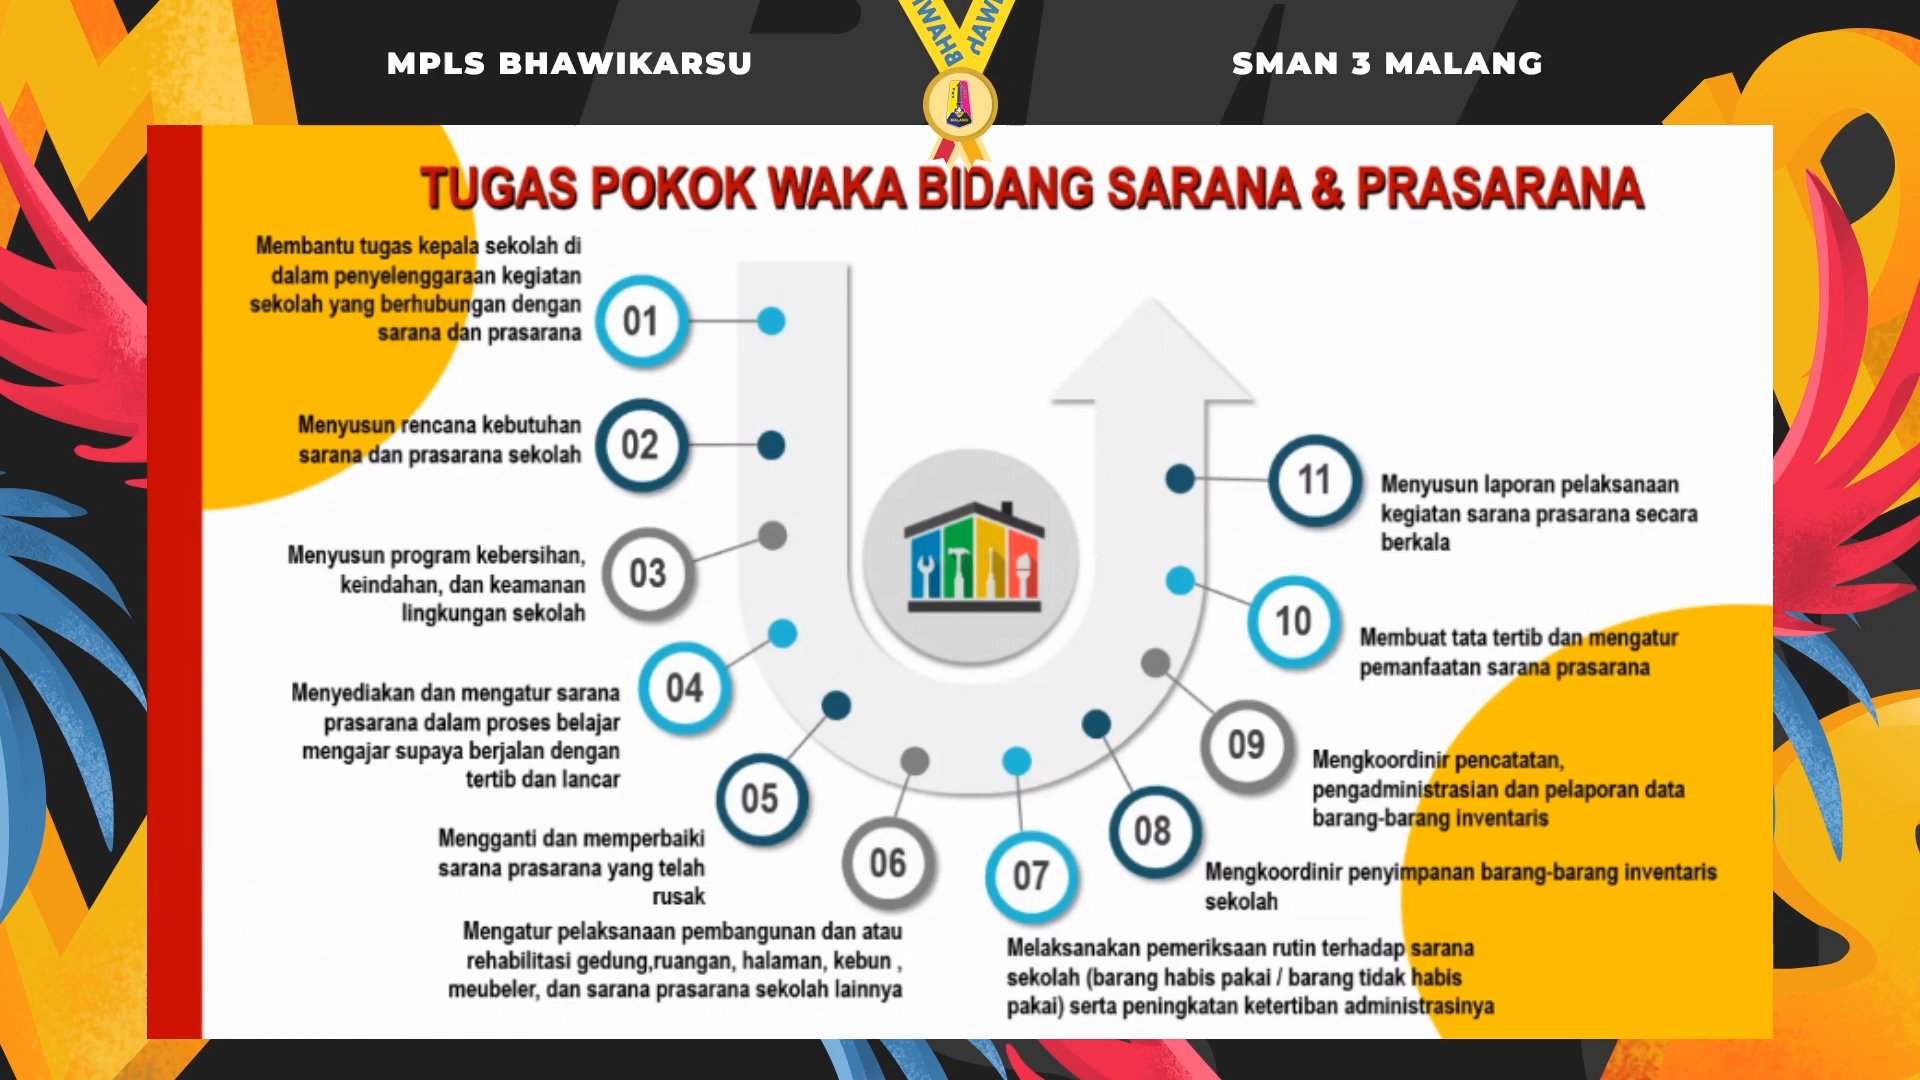 MPLS BHAWIKARSU
SMAN 3 MALANG
BHAWI
MALANG
TUGAS POKOK WAKA BIDANG SARANA & PRASARANA
Membantu tugas kepala sekolah di
dalam penyelenggaraan kegiatan
sekolah yang berhubungan dengan
sarana dan prasarana
01
Menyusun rencana kebutuhan
sarana dan prasarana sekolah
02
Menyusun program kebersihan,
keindahan, dan keamanan
lingkungan sekolah
03
Menyediakan dan mengatur sarana
prasarana dalam proses belajar
mengajar supaya berjalan dengan
tertib dan lancar
04
Mengganti dan memperbaiki
sarana prasarana yang telah
rusak
05
Mengatur pelaksanaan pembangunan dan atau
rehabilitasi gedung,ruangan, halaman, kebun ,
meubeler, dan sarana prasarana sekolah lainnya
06
07
Melaksanakan pemeriksaan rutin terhadap sarana
sekolah (barang habis pakai / barang tidak habis
pakai) serta peningkatan ketertiban administrasinya
08
Mengkoordinir penyimpanan barang-barang inventaris
sekolah
09
Mengkoordinir pencatatan,
pengadministrasian dan pelaporan data
barang-barang inventaris
10
Membuat tata tertib dan mengatur
pemanfaatan sarana prasarana
11
Menyusun laporan pelaksanaan
kegiatan sarana prasarana secara
berkala